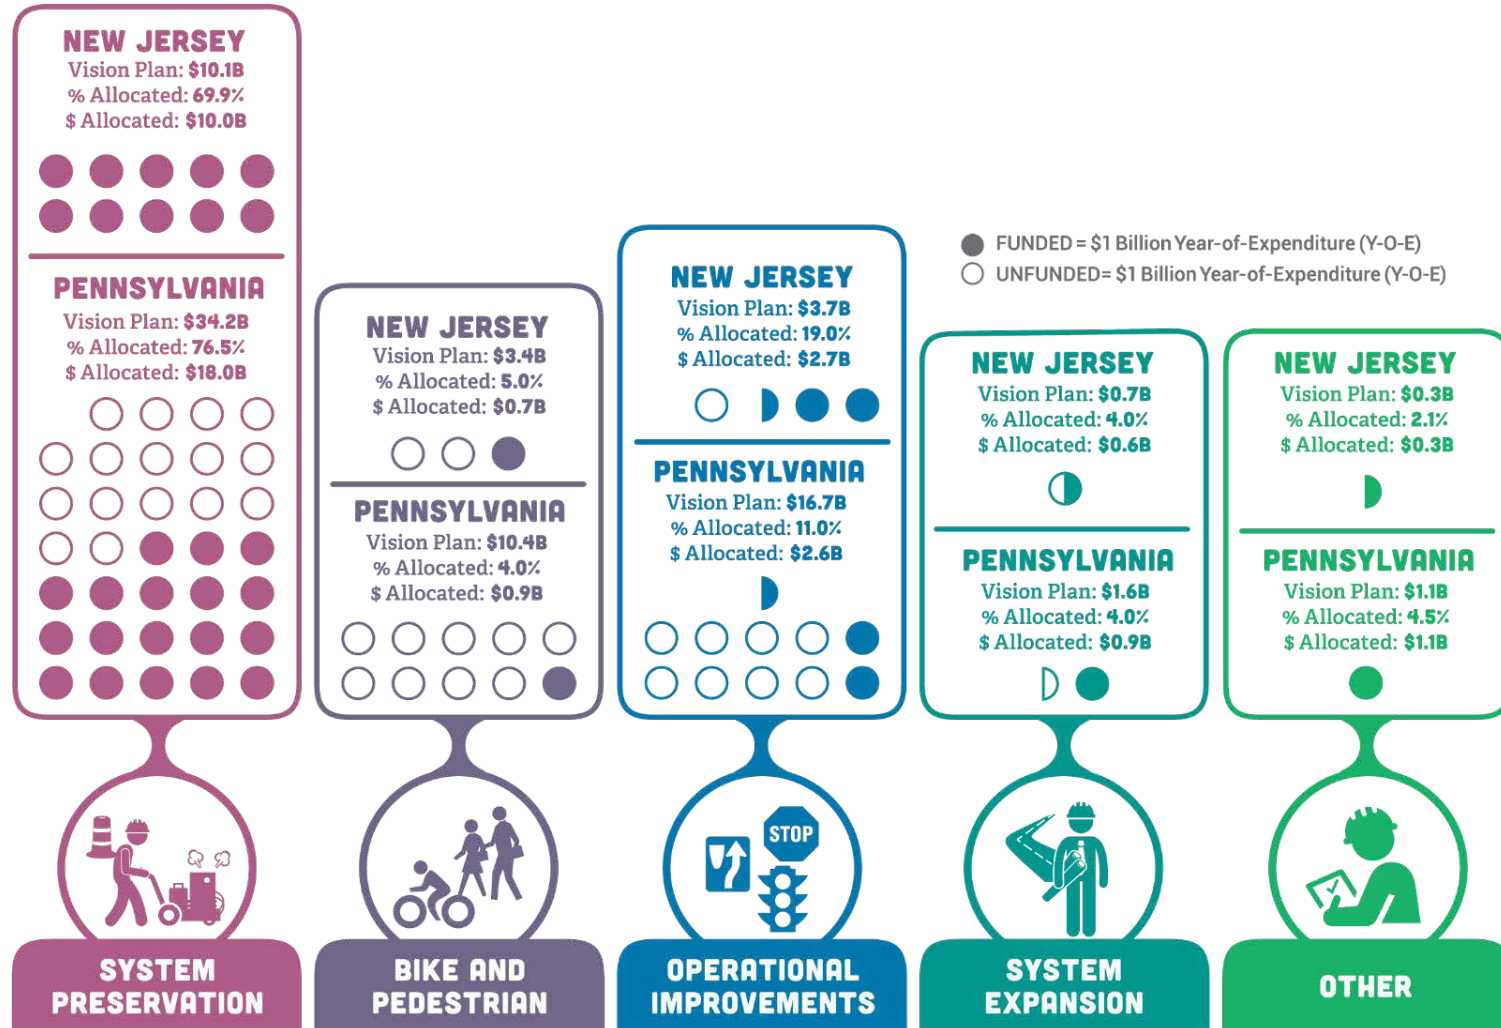 NEW JERSEY
Vision Plan: $10.1B
% Allocated: 69.9%
$ Allocated: $10.0B
PENNSYLVANIA
Vision Plan: $34.2B
% Allocated: 76.5%
$ Allocated: $18.0B
SYSTEM
PRESERVATION
NEW JERSEY
Vision Plan: $3.4B
% Allocated: 5.0%
$ Allocated: $0.7B
PENNSYLVANIA
Vision Plan: $10.4B
% Allocated: 4.0%
$ Allocated: $0.9B
BIKE AND
PEDESTRIAN
NEW JERSEY
Vision Plan: $3.7B
% Allocated: 19.0%
$ Allocated: $2.7B
PENNSYLVANIA
Vision Plan: $16.7B
% Allocated: 11.0%
$ Allocated: $2.6B
STOP
OPERATIONAL
IMPROVEMENTS
FUNDED = $1 Billion Year-of-Expenditure (Y-O-E)
UNFUNDED= $1 Billion Year-of-Expenditure (Y-O-E)
NEW JERSEY
Vision Plan: $0.7B
% Allocated: 4.0%
$ Allocated: $0.6B
PENNSYLVANIA
Vision Plan: $1.6B
% Allocated: 4.0%
$ Allocated: $0.9B
SYSTEM
EXPANSION
NEW JERSEY
Vision Plan: $0.3B
% Allocated: 2.1%
$ Allocated: $0.3B
PENNSYLVANIA
Vision Plan: $1.1B
% Allocated: 4.5%
$ Allocated: $1.1B
OTHER